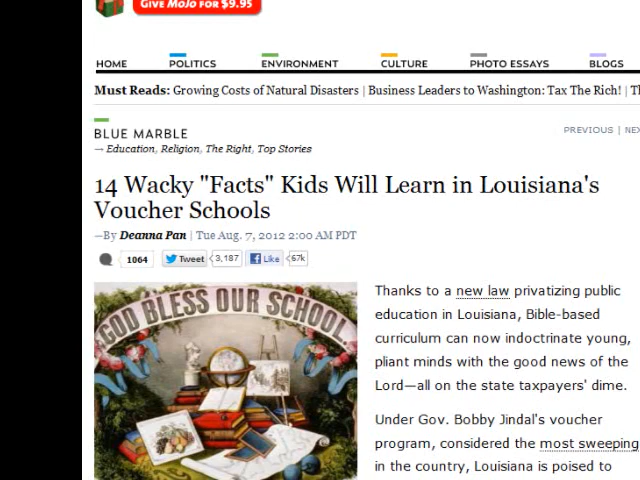 GIVE MOJO FOR $9.95
HOME POLITICS ENVIRONMENT CULTURE PHOTO ESSAYS BLOGS
Must Reads: Growing Costs of Natural Disasters | Business Leaders to Washington: Tax The Rich! |
BLUE MARBLE
PREVIOUS |
→ Education, Religion, The Right, Top Stories
14 Wacky "Facts" Kids Will Learn in Louisiana's
Voucher Schools
—By Deanna Pan | Tue Aug. 7, 2012 2:00 AM PDT
1064 Tweet 3,187 Like 67k
GOD BLESS OUR SCHOOL.
Thanks to a new law privatizing public
education in Louisiana, Bible-based
curriculum can now indoctrinate young,
pliant minds with the good news of the
Lord—all on the state taxpayers' dime.
Under Gov. Bobby Jindal's voucher
program, considered the most sweeping
in the country, Louisiana is poised to